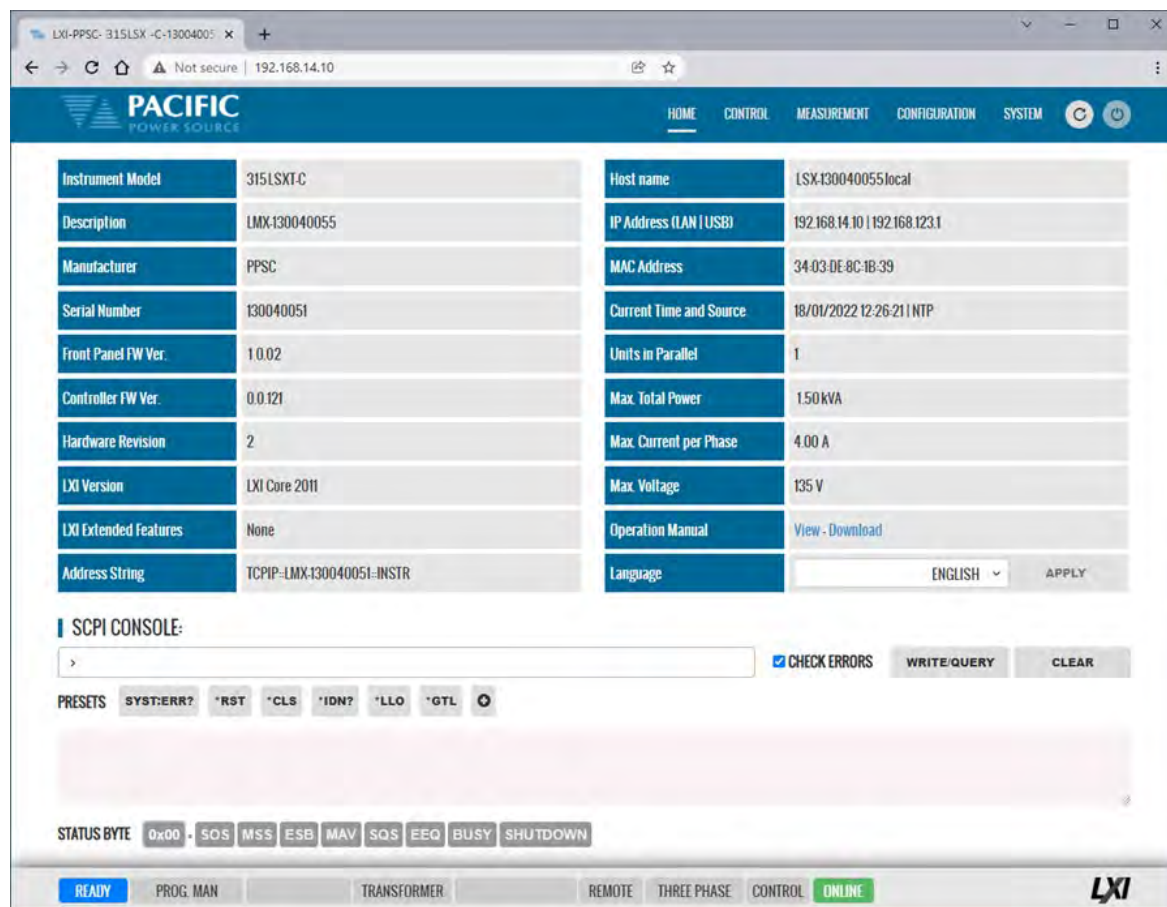 LXI-PPSC- 315LSX -C-13004005
Not secure | 192.168.14.10
PACIFIC
POWER SOURCE
HOME CONTROL MEASUREMENT CONFIGURATION SYSTEM
Instrument Model 315LSXT-C
Description LMX-130040055
Manufacturer PPSC
Serial Number 130040051
Front Panel FW Ver. 1.0.02
Controller FW Ver. 0.0.121
Hardware Revision 2
LXI Version LXI Core 2011
LXI Extended Features None
Address String TCPIP::LMX-130040051::INSTR
Host name LSX-130040055.local
IP Address (LAN | USB) 192.168.14.10 | 192.168.123.1
MAC Address 34-03-DE-8C-1B-39
Current Time and Source 18/01/2022 12:26:21 | NTP
Units in Parallel 1
Max. Total Power 1.50 kVA
Max. Current per Phase 4.00 A
Max. Voltage 135 V
Operation Manual View - Download
Language ENGLISH APPLY
SCPI CONSOLE:
> CHECK ERRORS WRITE/QUERY CLEAR
PRESETS SYST:ERR? *RST *CLS *IDN? *LLO *GTL
STATUS BYTE 0x00 - SOS MSS ESB MAV SQS EEQ BUSY SHUTDOWN
READY PROG. MAN TRANSFORMER REMOTE THREE PHASE CONTROL ONLINE LXI